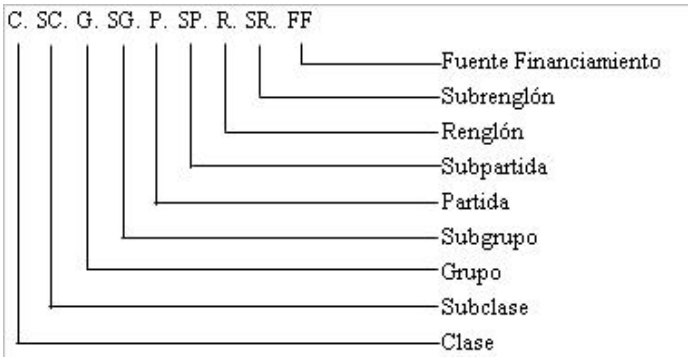 C. SC. G. SG. P. SP. R. SR. FF
Fuente Financiamiento
Subrenglón
Renglón
Subpartida
Partida
Subgrupo
Grupo
Subclase
Clase